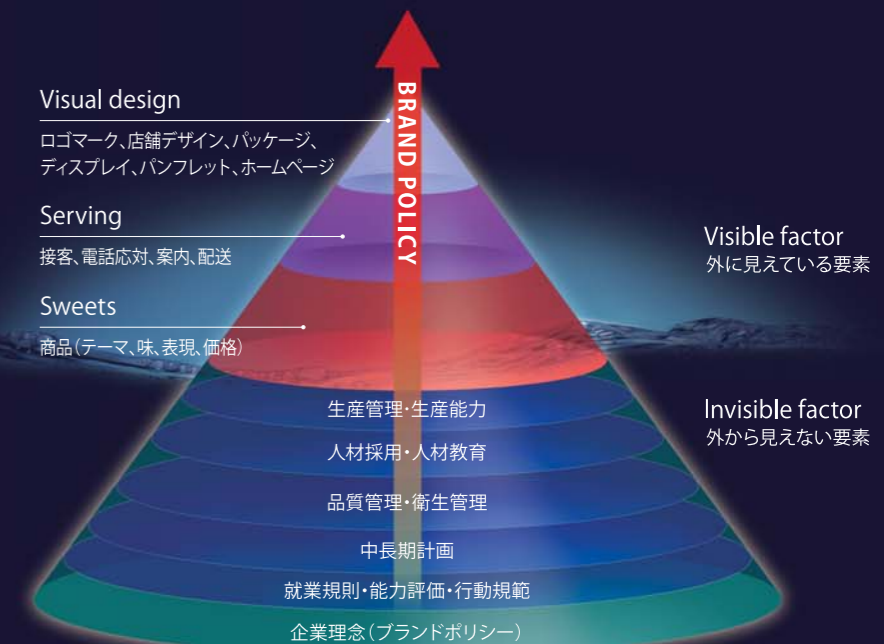 BRAND POLICY
Visual design
ロゴマーク、店舗デザイン、パッケージ、
ディスプレイ、パンフレット、ホームページ
Serving
接客、電話応対、案内、配送
Sweets
商品(テーマ、味、表現、価格)
Visible factor
外に見えている要素
Invisible factor
外から見えない要素
生産管理・生産能力
人材採用・人材教育
品質管理・衛生管理
中長期計画
就業規則・能力評価・行動規範
企業理念(ブランドポリシー)